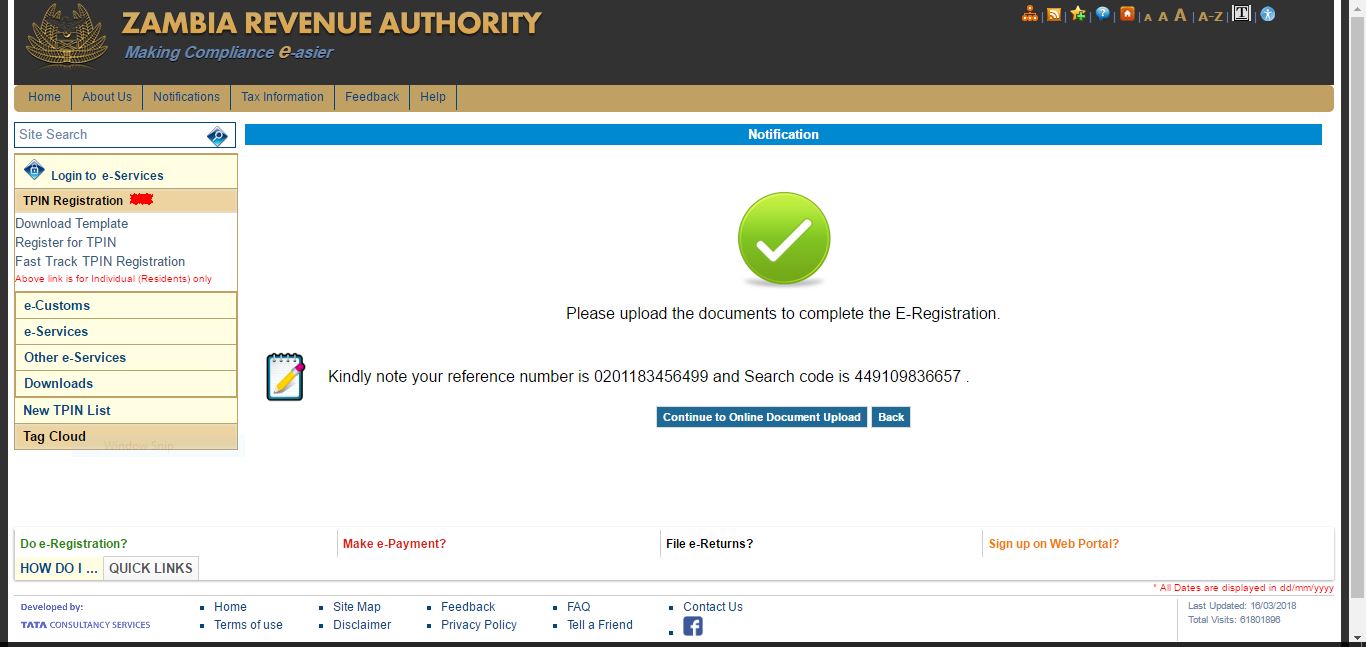 ZAMBIA REVENUE AUTHORITY
Making Compliance e-asier
A A A A-Z T
Home About Us Notifications Tax Information Feedback Help
Site Search
Notification
Login to e-Services
TPIN Registration
Download Template
Register for TPIN
Fast Track TPIN Registration
Above link is for Individual (Residents) only
e-Customs
e-Services
Other e-Services
Downloads
New TPIN List
Tag Cloud
Window Snip
Please upload the documents to complete the E-Registration.
Kindly note your reference number is 0201183456499 and Search code is 449109836657 .
Continue to Online Document Upload Back
Do e-Registration? Make e-Payment? File e-Returns? Sign up on Web Portal?
HOW DO I ... QUICK LINKS
* All Dates are displayed in dd/mm/yyyy
Developed by:
TATA CONSULTANCY SERVICES
Home Site Map Feedback FAQ Contact Us
Terms of use Disclaimer Privacy Policy Tell a Friend
Last Updated: 16/03/2018
Total Visits: 61801896